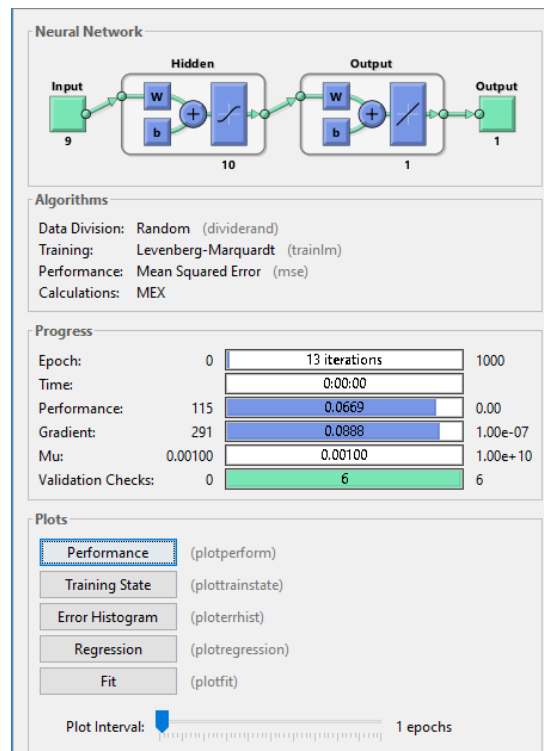 Neural Network
Hidden
Output
Input
W
b
+
W
b
+
Output
9
10
1
1
Algorithms
Data Division: Random (dividerand)
Training: Levenberg-Marquardt (trainlm)
Performance: Mean Squared Error (mse)
Calculations: MEX
Progress
Epoch: 0 13 iterations 1000
Time: 0:00:00
Performance: 115 0.0669 0.00
Gradient: 291 0.0888 1.00e-07
Mu: 0.00100 0.00100 1.00e+10
Validation Checks: 0 6 6
Plots
Performance (plotperform)
Training State (plottrainstate)
Error Histogram (ploterrhist)
Regression (plotregression)
Fit (plotfit)
Plot Interval: 1 epochs